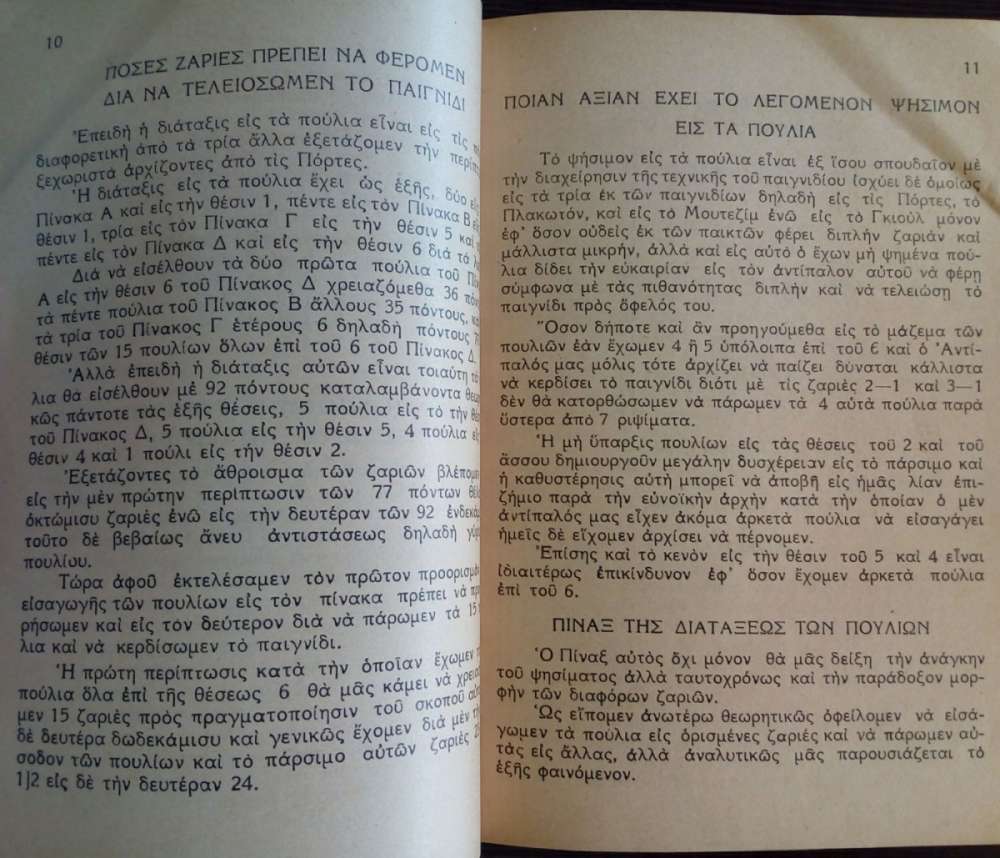 10
ΠΟΣΕΣ ΖΑΡΙΕΣ ΠΡΕΠΕΙ ΝΑ ΦΕΡΟΜΕΝ
ΔΙΑ ΝΑ ΤΕΛΕΙΟΣΩΜΕΝ ΤΟ ΠΑΙΓΝΙΔΙ
Ἐπειδὴ ἡ διάταξις εἰς τὰ πούλια εἶναι εἰς τὶς
διαφορετικὴ ἀπὸ τὰ τρία ἄλλα ἐξετάζομεν τὴν
ξεχωριστὰ ἀρχίζοντες ἀπὸ τὶς Πόρτες.
Ἡ διάταξις εἰς τὰ πούλια ἔχει ὡς ἑξῆς, δύο
Πίνακα Α καὶ εἰς τὴν θέσιν 1, πέντε εἰς τὸν Πίνακα Β
θέσιν 1, τρία εἰς τὸν Πίνακα Γ εἰς τὴν θέσιν 5 καὶ
πέντε εἰς τὸν Πίνακα Δ καὶ εἰς τὴν θέσιν 6 διὰ τὰ
Διά νὰ εἰσέλθουν τὰ δύο πρῶτα πούλια τοῦ
Α εἰς τὴν θέσιν 6 τοῦ Πίνακος Δ χρειαζόμεθα 36
τὰ πέντε πούλια τοῦ Πίνακος Β ἄλλους 35 πόντους,
τὰ τρία τοῦ Πίνακος Γ ἑτέρους 6 δηλαδὴ πόντους
θέσιν τῶν 15 πουλίων ὅλων ἐπὶ τοῦ 6 τοῦ Πίνακος Δ.
Ἀλλὰ ἐπειδὴ ἡ διάταξις αὐτῶν εἶναι τοιαύτη
λια θὰ εἰσέλθουν μὲ 92 πόντους καταλαμβάνοντα
κῶς πάντοτε τὰς ἑξῆς θέσεις, 5 πούλια εἰς τὸ τὴν
τοῦ Πίνακος Δ, 5 πούλια εἰς τὴν θέσιν 5, 4 πούλια
θέσιν 4 καὶ 1 πούλι εἰς τὴν θέσιν 2.
Ἐξετάζοντες τὸ ἄθροισμα τῶν ζαριῶν
εἰς τὴν μὲν πρώτην περίπτωσιν τῶν 77 πόντων
ὀκτώμισυ ζαριὲς ἐνῶ εἰς τὴν δευτέραν τῶν 92
τοῦτο δὲ βεβαίως ἄνευ ἀντιστάσεως δηλαδὴ
πουλίου.
Τώρα ἀφοῦ ἐκτελέσαμεν τὸν πρῶτον
εἰσαγωγῆς τῶν πουλίων εἰς τὸν πίνακα πρέπει νὰ
ρήσωμεν καὶ εἰς τον δεύτερον διὰ νὰ πάρωμεν τὰ 15
λια καὶ νὰ κερδίσωμεν τὸ παιγνίδι.
Ἡ πρώτη περίπτωσις κατὰ τὴν ὁποίαν ἔχωμεν
πούλια ὅλα ἐπὶ τῆς θέσεως 6 θὰ μᾶς κάμει νὰ
μεν 15 ζαριὲς πρὸς πραγματοποίησιν τοῦ σκοποῦ
δὲ δευτέρα δωδεκάμισυ καὶ γενικῶς ἔχομεν διὰ μὲν
σοδον τῶν πουλίων καὶ τὸ πάρσιμο αὐτῶν ζαριὲς
1]2 εἰς δὲ τὴν δευτέραν 24.
11
ΠΟΙΑΝ ΑΞΙΑΝ ΕΧΕΙ ΤΟ ΛΕΓΟΜΕΝΟΝ ΨΗΣΙΜΟΝ
ΕΙΣ ΤΑ ΠΟΥΛΙΑ
Τὸ ψήσιμον εἰς τὰ πούλια εἶναι ἐξ ἴσου σπουδαῖον μὲ
τὴν διαχείρησιν τῆς τεχνικῆς τοῦ παιγνιδίου ἰσχύει δὲ ὁμοίως
εἰς τὰ τρία ἐκ τῶν παιγνιδίων δηλαδὴ εἰς τὶς Πόρτες, τὸ
Πλακωτόν, καὶ εἰς τὸ Μουτεζὶμ ἐνῶ εἰς τὸ Γκιοὺλ μόνον
ἐφ' ὅσον οὐδεὶς ἐκ τῶν παικτῶν φέρει διπλῆν ζαριὰν καὶ
μάλλιστα μικρήν, ἀλλὰ καὶ εἰς αὐτὸ ὁ ἔχων μὴ ψημένα πού-
λια δίδει τὴν εὐκαιρίαν εἰς τὸν ἀντίπαλον αὐτοῦ νὰ φέρῃ
σύμφωνα μὲ τὰς πιθανότητας διπλὴν καὶ νὰ τελειώσῃ τὸ
παιγνίδι πρὸς ὄφελός του.
Ὅσον δήποτε καὶ ἂν προηγούμεθα εἰς τὸ μάζεμα τῶν
πουλιῶν ἐὰν ἔχωμεν 4 ἢ 5 ὑπόλοιπα ἐπὶ τοῦ 6 καὶ ὁ Ἀντί-
παλός μας μόλις τότε ἀρχίζει νὰ παίζει δύναται κάλλιστα
νὰ κερδίσει τὸ παιγνίδι διότι μὲ τὶς ζαριὲς 2—1 καὶ 3—1
δὲν θὰ κατορθώσωμεν νὰ πάρωμεν τὰ 4 αὐτὰ πούλια παρὰ
ὕστερα ἀπὸ 7 ριψίματα.
Ἡ μὴ ὕπαρξις πουλίων εἰς τὰς θέσεις τοῦ 2 καὶ τοῦ
ἄσσου δημιουργοῦν μεγάλην δυσχέρειαν εἰς τὸ πάρσιμο καὶ
ἡ καθυστέρησις αὐτὴ μπορεῖ νὰ ἀποβῇ εἰς ἡμᾶς λίαν ἐπι-
ζήμιο παρὰ τὴν εὐνοϊκὴν ἀρχὴν κατὰ τὴν ὁποίαν ὁ μὲν
ἀντίπαλός μας εἶχεν ἀκόμα ἀρκετὰ πούλια νὰ εἰσαγάγει
ἡμεῖς δὲ εἴχομεν ἀρχίσει νὰ πέρνομεν.
Ἐπίσης καὶ τὸ κενὸν εἰς τὴν θέσιν τοῦ 5 καὶ 4 εἶναι
ἰδιαιτέρως ἐπικίνδυνον ἐφ' ὅσον ἔχομεν ἀρκετὰ πούλια
ἐπὶ τοῦ 6.
ΠΙΝΑΞ ΤΗΣ ΔΙΑΤΑΞΕΩΣ ΤΩΝ ΠΟΥΛΙΩΝ
Ὁ Πίναξ αὐτὸς ὄχι μόνον θὰ μᾶς δείξη τὴν ἀνάγκην
τοῦ ψησίματος ἀλλὰ ταυτοχρόνως καὶ τὴν παράδοξον μορ-
φὴν τῶν διαφόρων ζαριῶν.
Ὡς εἴπομεν ἀνωτέρω θεωρητικῶς ὀφείλομεν νὰ εἰσά-
γωμεν τὰ πούλια εἰς ὁρισμένες ζαριὲς καὶ νὰ πάρωμεν αὐ-
τὰς εἰς ἄλλας, ἀλλὰ ἀναλυτικῶς μᾶς παρουσιάζεται τὸ
ἑξῆς φαινόμενον.